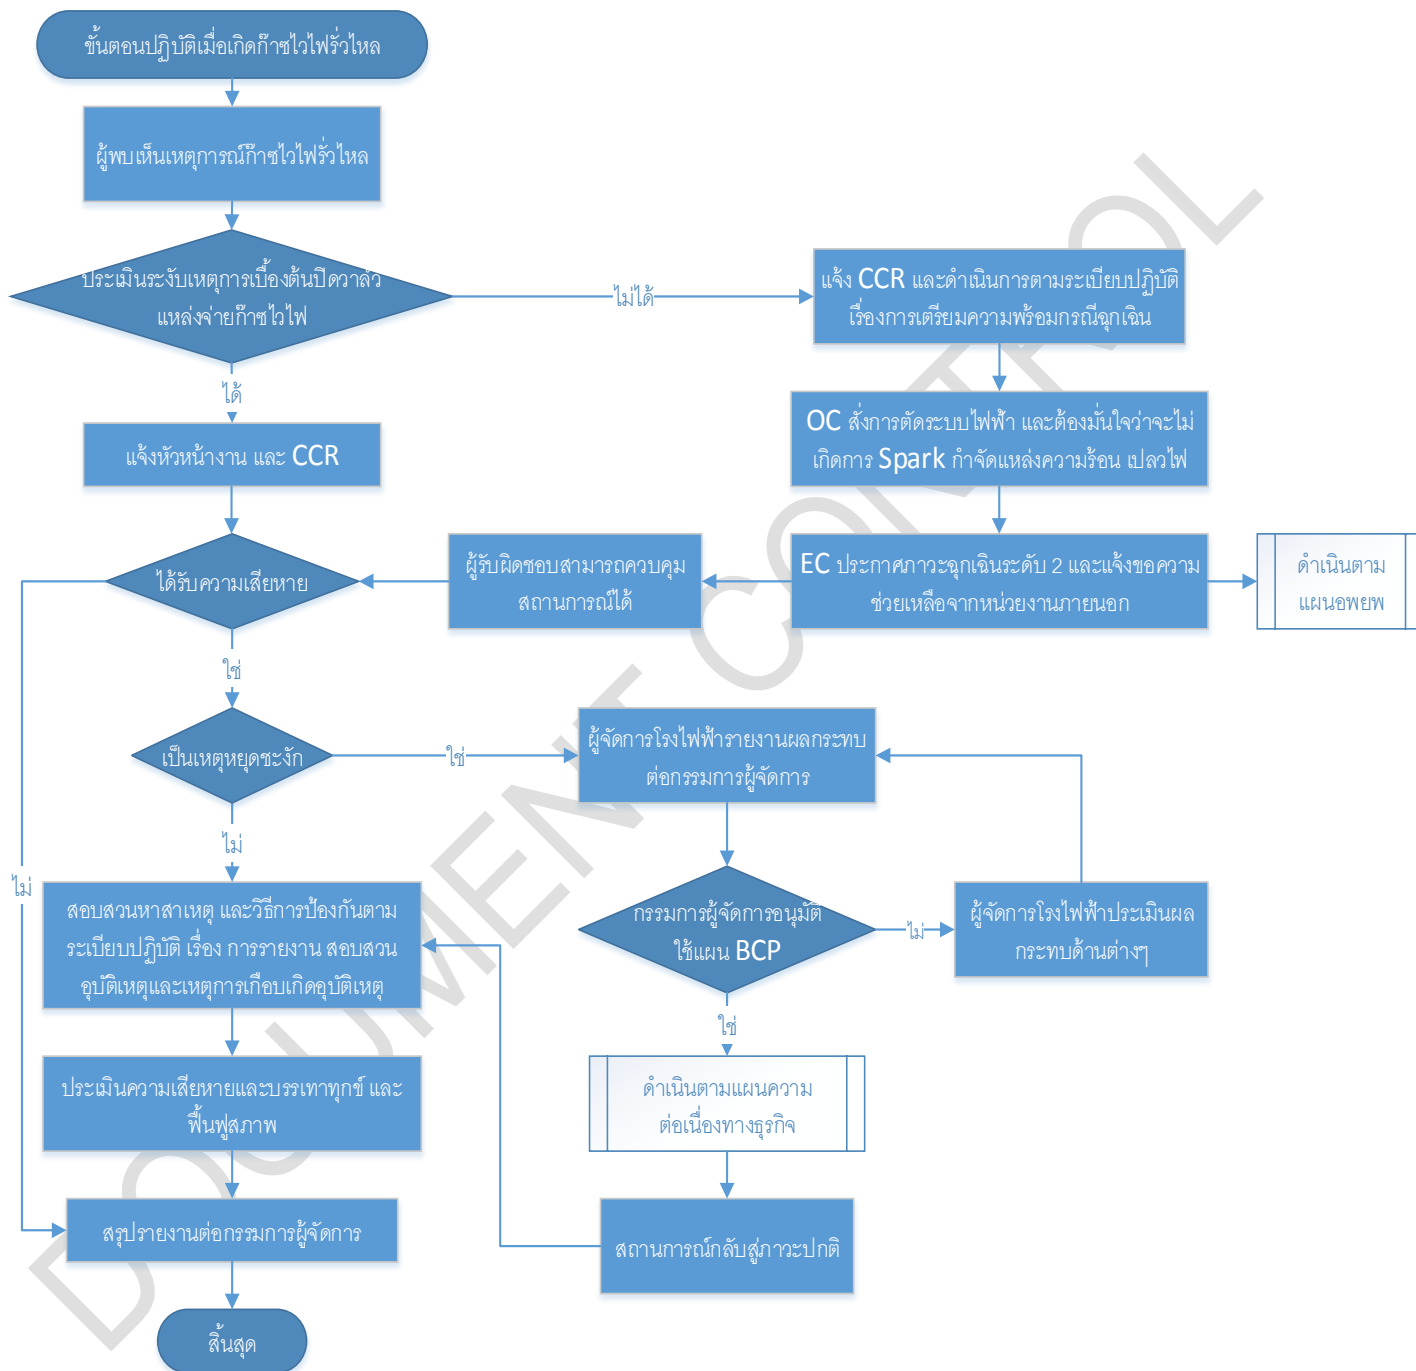 ขั้นตอนปฏิบัติเมื่อเกิดก๊าซไวไฟรั่วไหล
ผู้พบเห็นเหตุการณ์ก๊าซไวไฟรั่วไหล
ประเมินระงับเหตุการเบื้องต้นปิดวาล์ว
แหล่งจ่ายก๊าซไวไฟ
ไม่ได้
แจ้ง CCR และดำเนินการตามระเบียบปฏิบัติ
เรื่องการเตรียมความพร้อมกรณีฉุกเฉิน
ได้
แจ้งหัวหน้างาน และ CCR
OC สั่งการตัดระบบไฟฟ้า และต้องมั่นใจว่าจะไม่
เกิดการ Spark กำจัดแหล่งความร้อน เปลวไฟ
ได้รับความเสียหาย
ผู้รับผิดชอบสามารถควบคุม
สถานการณ์ได้
EC ประกาศภาวะฉุกเฉินระดับ 2 และแจ้งขอความ
ช่วยเหลือจากหน่วยงานภายนอก
ดำเนินตาม
แผนอพยพ
ใช่
เป็นเหตุหยุดชะงัก
ใช่
ผู้จัดการโรงไฟฟ้ารายงานผลกระทบ
ต่อกรรมการผู้จัดการ
ไม่
ไม่
สอบสวนหาสาเหตุ และวิธีการป้องกันตาม
ระเบียบปฏิบัติ เรื่อง การรายงาน สอบสวน
อุบัติเหตุและเหตุการเกือบเกิดอุบัติเหตุ
กรรมการผู้จัดการอนุมัติ
ใช้แผน BCP
ไม่
ผู้จัดการโรงไฟฟ้าประเมินผล
กระทบด้านต่างๆ
ใช่
ประเมินความเสียหายและบรรเทาทุกข์ และ
ฟื้นฟูสภาพ
ดำเนินตามแผนความ
ต่อเนื่องทางธุรกิจ
สรุปรายงานต่อกรรมการผู้จัดการ
สถานการณ์กลับสู่ภาวะปกติ
สิ้นสุด
DOCUMENT CONTROL